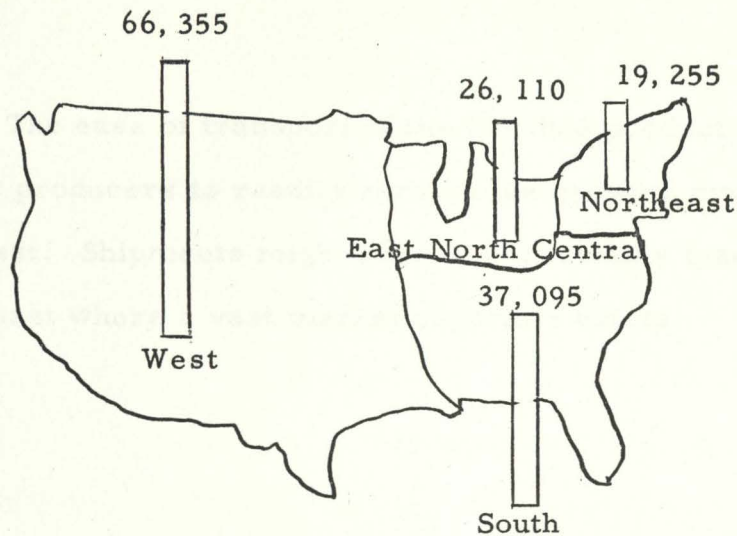 66, 355
26, 110
19, 255
Northeast
East North Central
37, 095
West
South